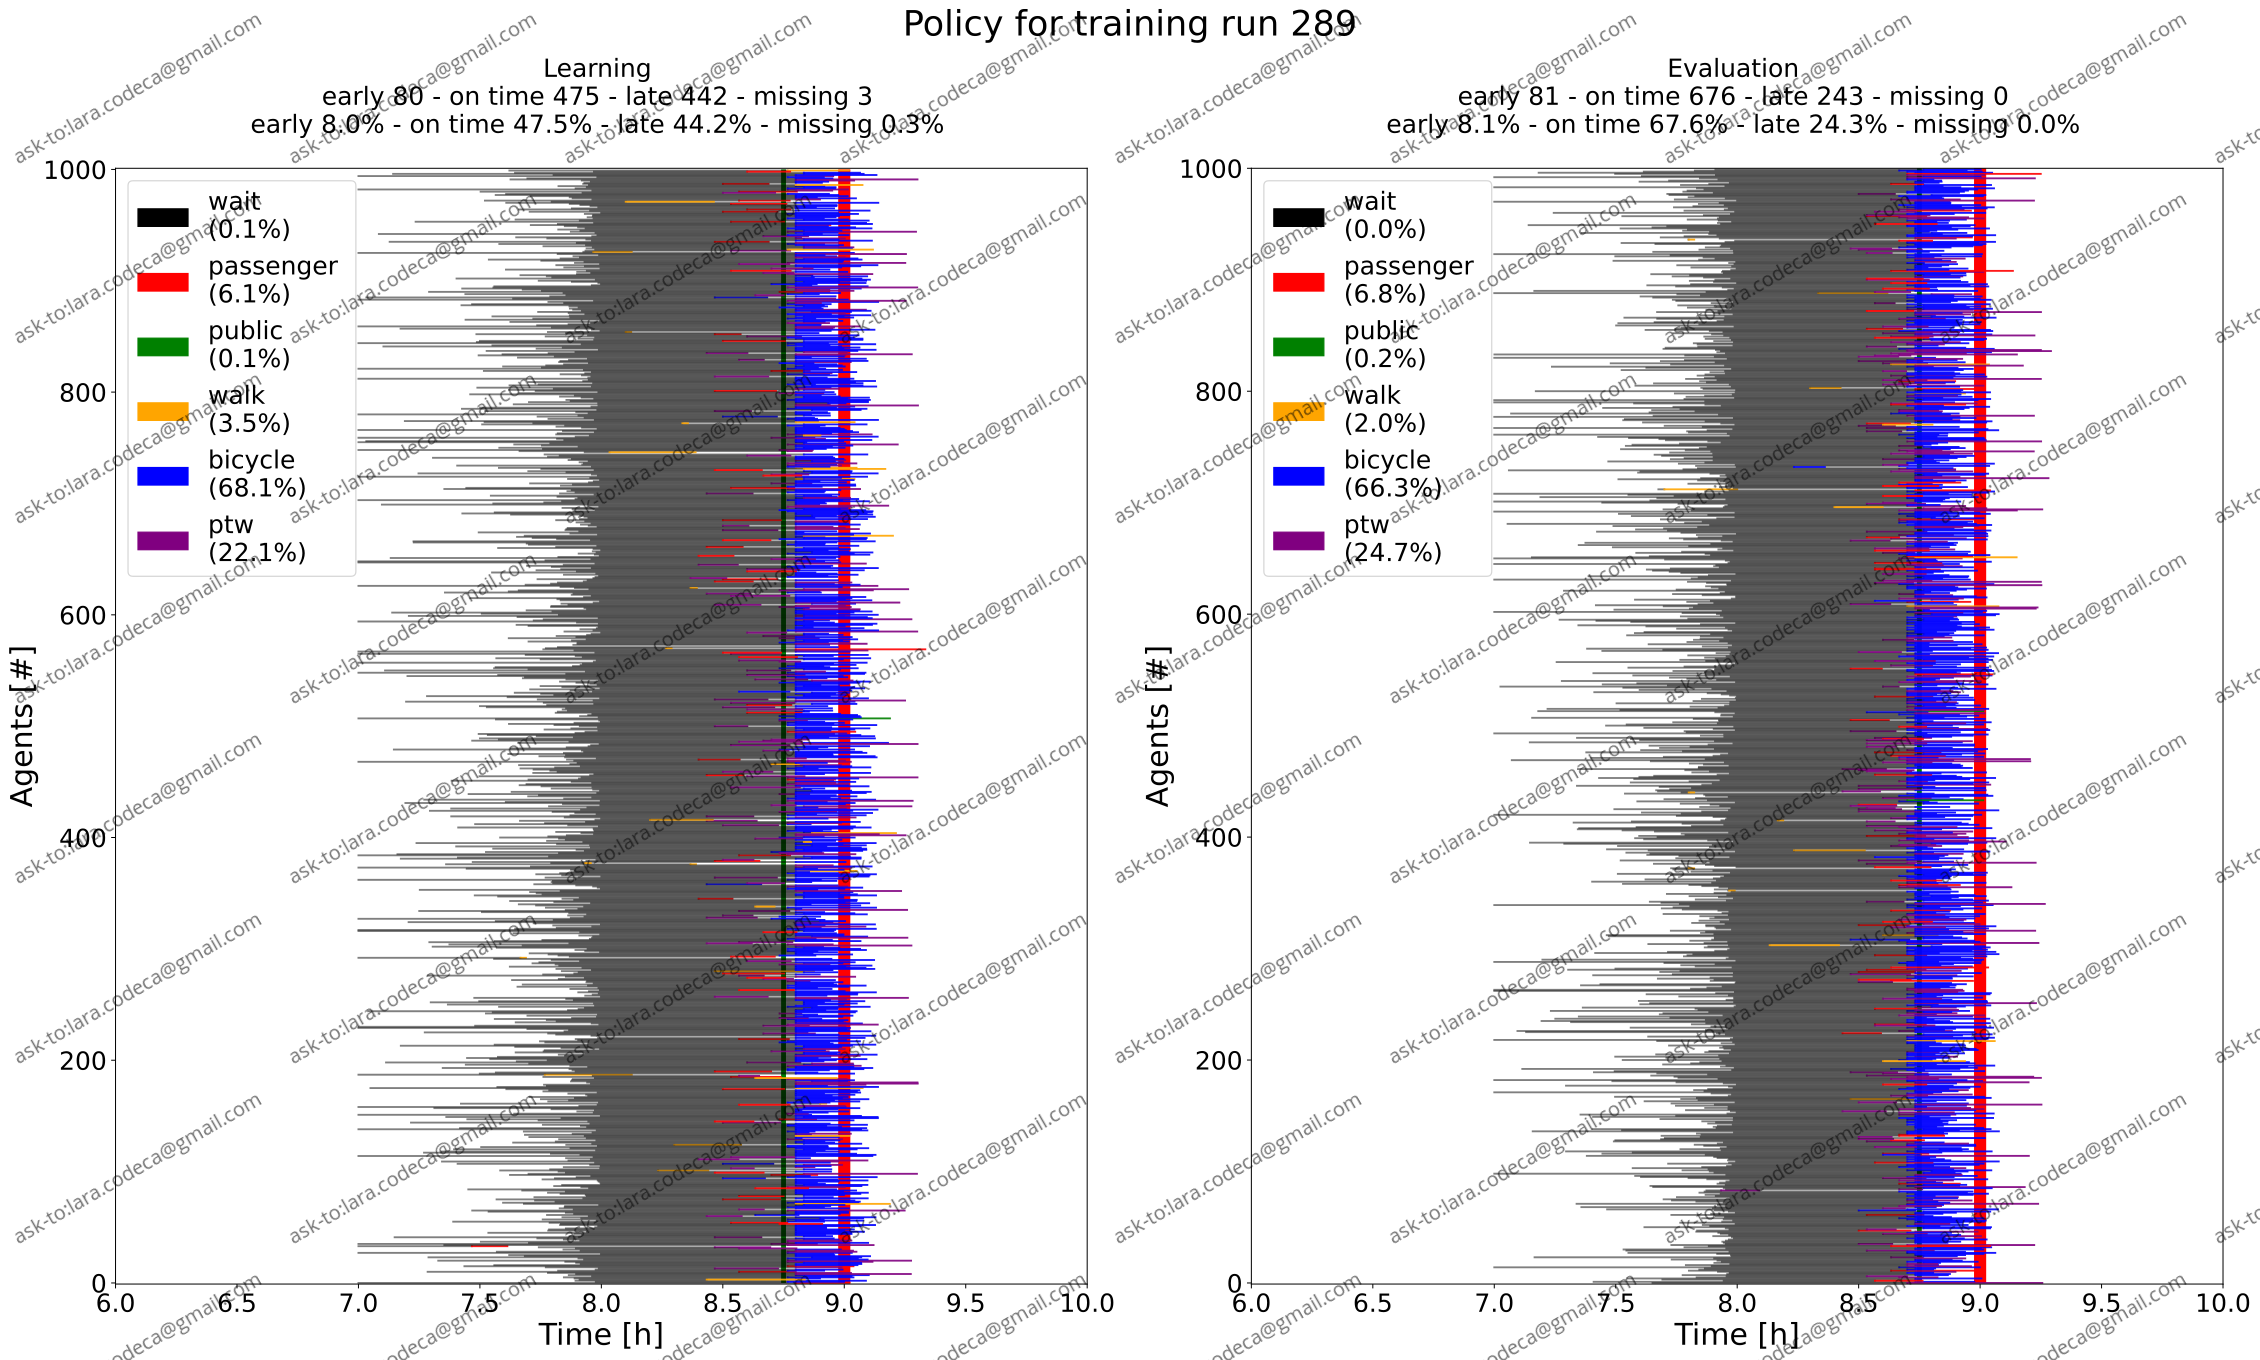 Policy for training run 289
Learning
early 80 - on time 475 - late 442 - missing 3
early 8.0% - on time 47.5% - late 44.2% - missing 0.3%
1000
800
600
400
200
0
Agents [#]
wait
(0.1%)
passenger
(6.1%)
public
(0.1%)
walk
(3.5%)
bicycle
(68.1%)
ptw
(22.1%)
6.0 6.5 7.0 7.5 8.0 8.5 9.0 9.5 10.0
Time [h]
Evaluation
early 81 - on time 676 - late 243 - missing 0
early 8.1% - on time 67.6% - late 24.3% - missing 0.0%
1000
800
600
400
200
0
Agents [#]
wait
(0.0%)
passenger
(6.8%)
public
(0.2%)
walk
(2.0%)
bicycle
(66.3%)
ptw
(24.7%)
6.0 6.5 7.0 7.5 8.0 8.5 9.0 9.5 10.0
Time [h]
ask-to:lara.codeca@gmail.com